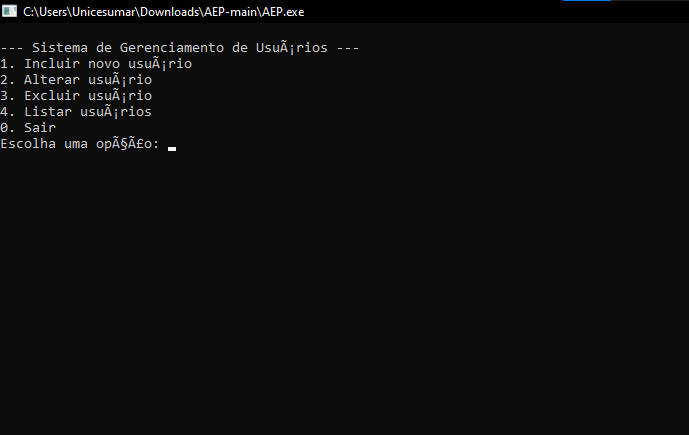 C:\Users\Unicesumar\Downloads\AEP-main\AEP.exe
--- Sistema de Gerenciamento de UsuÃ¡rios ---
1. Incluir novo usuÃ¡rio
2. Alterar usuÃ¡rio
3. Excluir usuÃ¡rio
4. Listar usuÃ¡rios
0. Sair
Escolha uma opÃ§Ã£o: